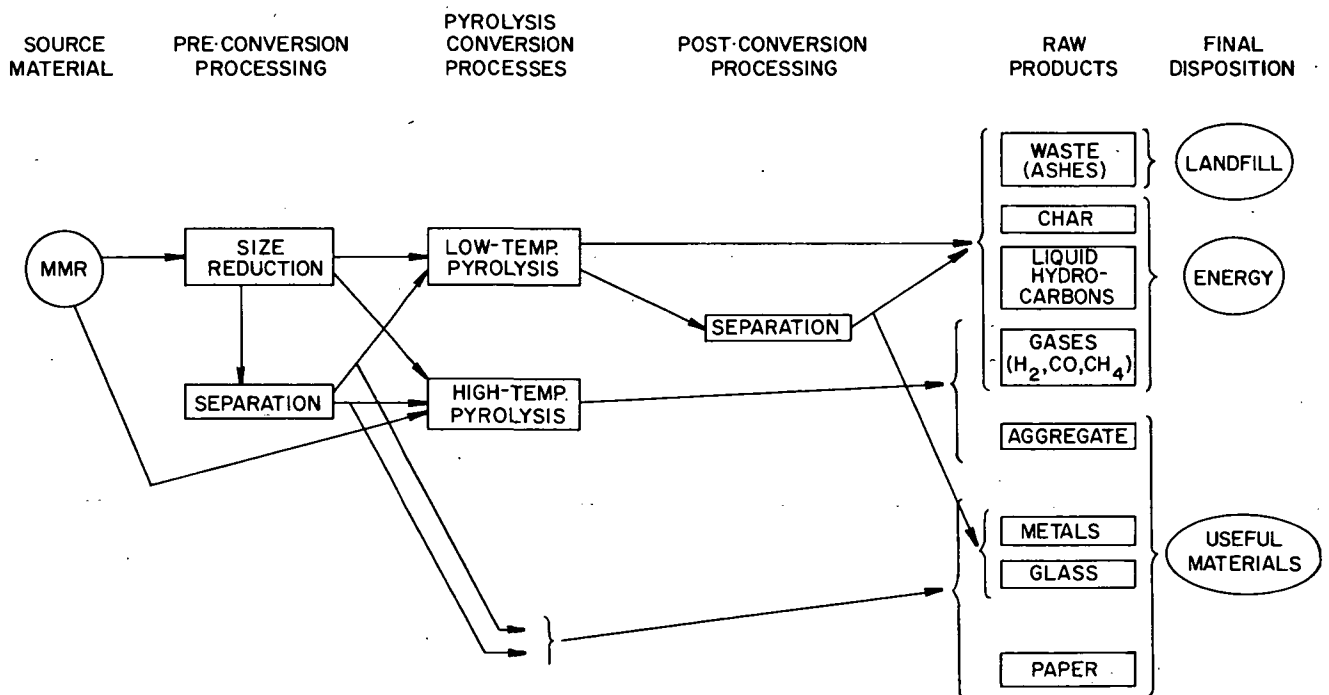 SOURCE
MATERIAL
PRE-CONVERSION
PROCESSING
PYROLYSIS
CONVERSION
PROCESSES
POST-CONVERSION
PROCESSING
RAW
PRODUCTS
FINAL
DISPOSITION
MMR
SIZE
REDUCTION
SEPARATION
LOW-TEMP.
PYROLYSIS
HIGH-TEMP.
PYROLYSIS
SEPARATION
WASTE
(ASHES)
CHAR
LIQUID
HYDRO-
CARBONS
GASES
(H₂,CO,CH₄)
AGGREGATE
METALS
GLASS
PAPER
LANDFILL
ENERGY
USEFUL
MATERIALS